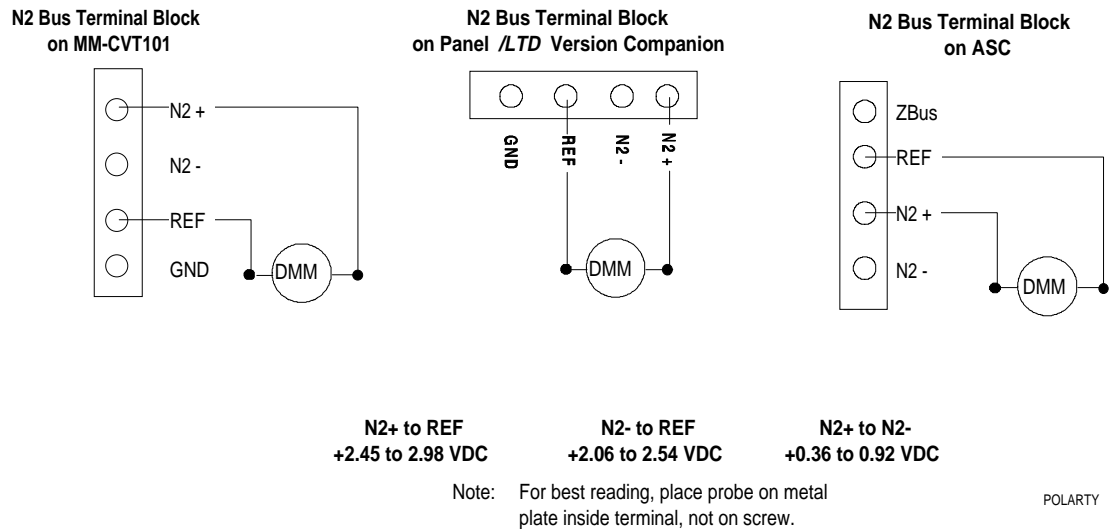 N2 Bus Terminal Block
on MM-CVT101
N2 +
N2 -
REF
GND
DMM
N2 Bus Terminal Block
on Panel /LTD Version Companion
GND
REF
N2 -
N2 +
DMM
N2 Bus Terminal Block
on ASC
ZBus
REF
N2 +
N2 -
DMM
N2+ to REF
+2.45 to 2.98 VDC
N2- to REF
+2.06 to 2.54 VDC
N2+ to N2-
+0.36 to 0.92 VDC
Note: For best reading, place probe on metal
plate inside terminal, not on screw.
POLARTY